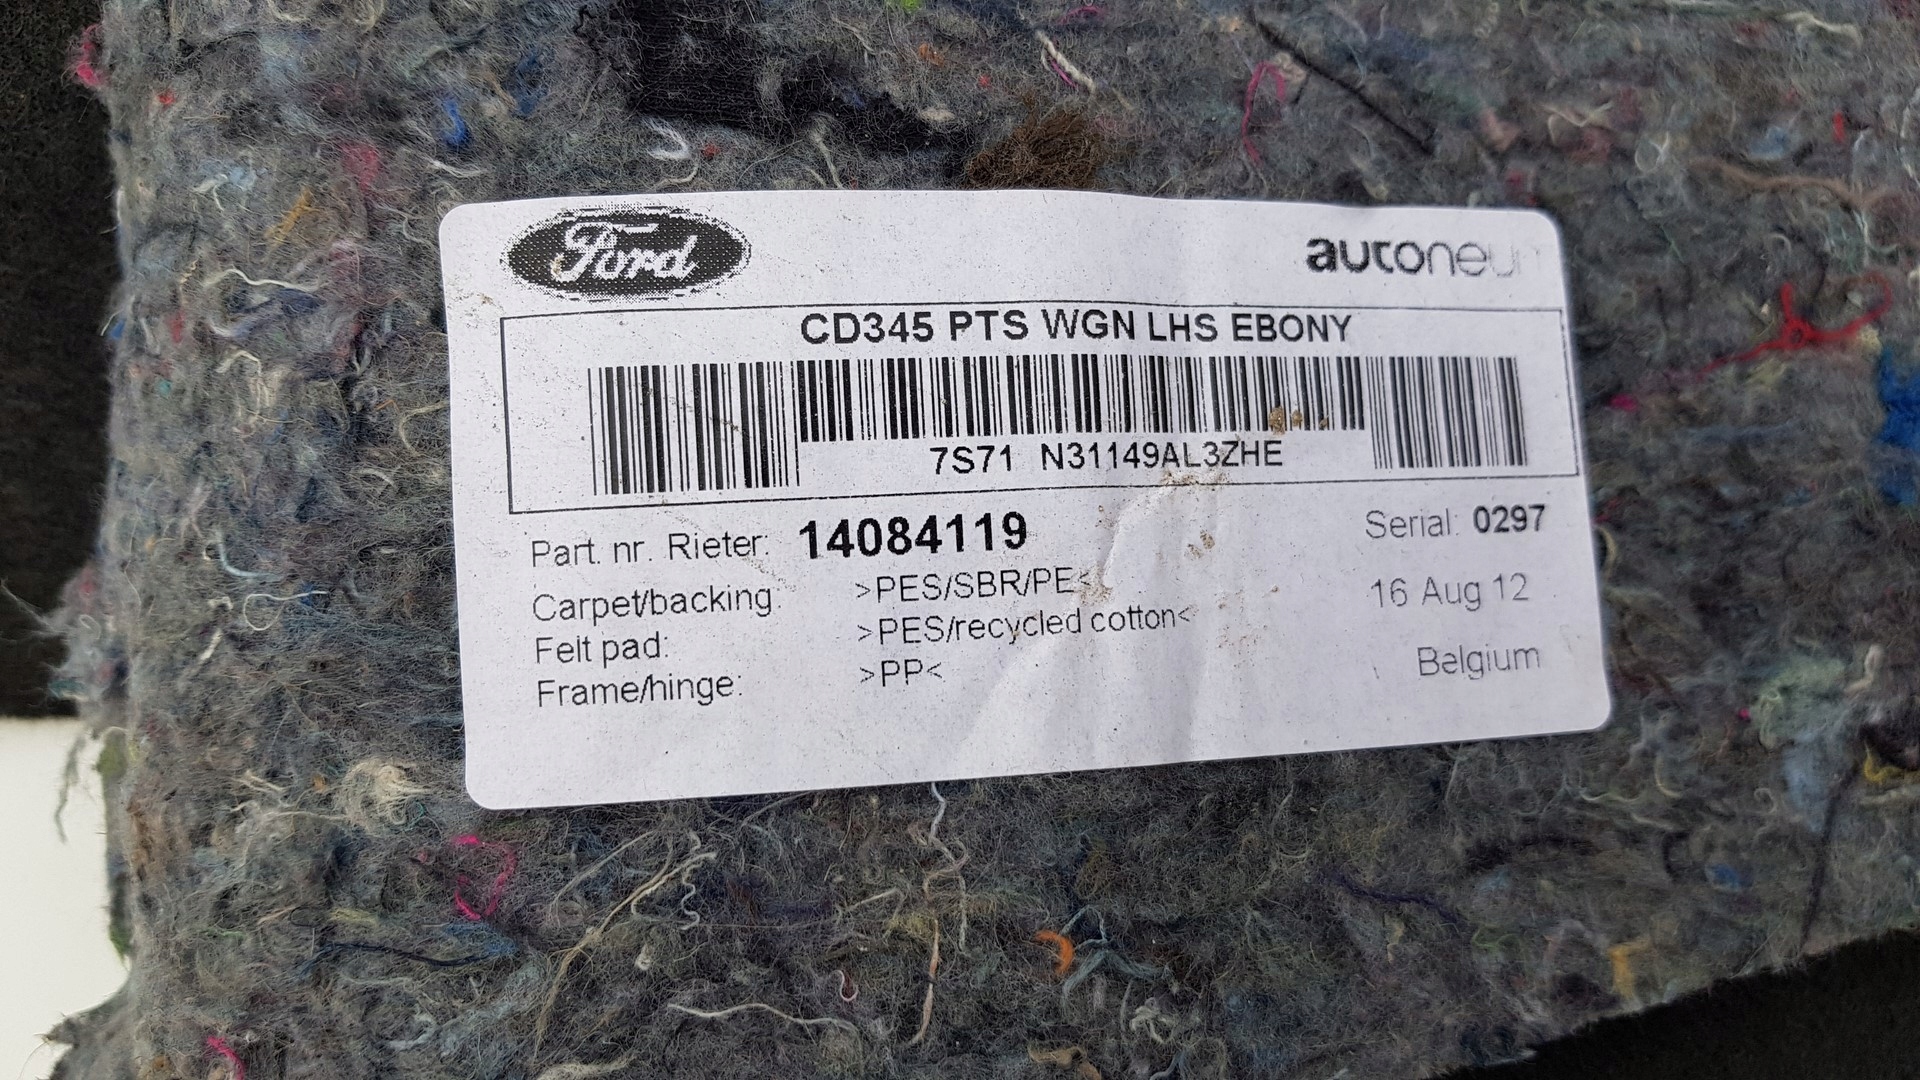 Ford
autoneum
CD345 PTS WGN LHS EBONY
7S71 N31149AL3ZHE
Part. nr. Rieter: 14084119
Serial: 0297
Carpet/backing: >PES/SBR/PE<
16 Aug 12
Felt pad: >PES/recycled cotton<
Belgium
Frame/hinge: >PP<